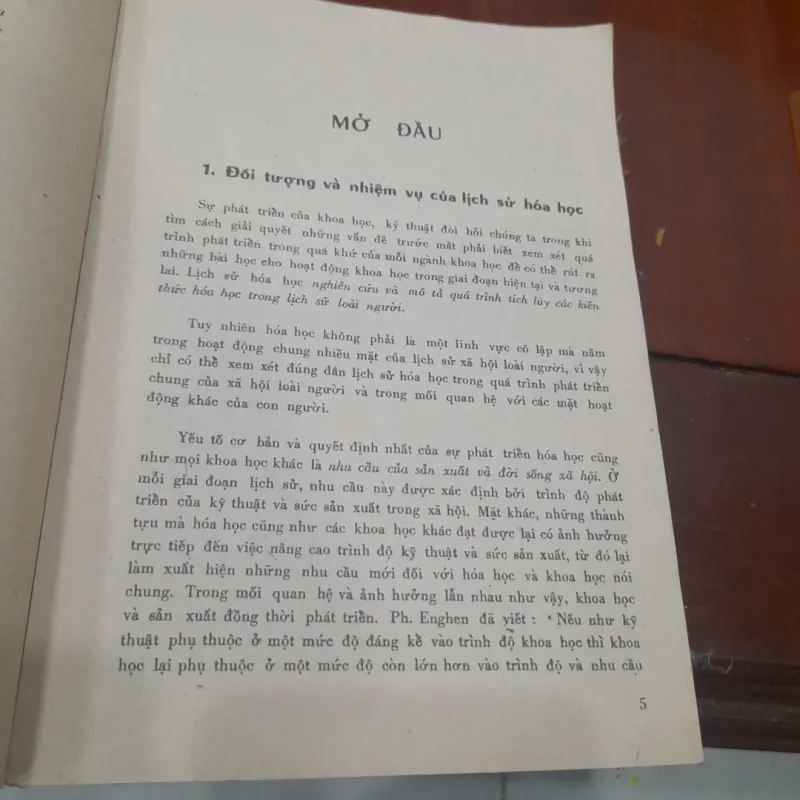 MỞ ĐẦU
1. Đối tượng và nhiệm vụ của lịch sử hóa học
Sự phát triển của khoa học, kỹ thuật đòi hỏi chúng ta trong khi
tìm cách giải quyết những vấn đề trước mắt phải biết xem xét quá
trình phát triển trong quá khứ của mỗi ngành khoa học để có thể rút ra
những bài học cho hoạt động khoa học trong giai đoạn hiện tại và tương
lai. Lịch sử hóa học nghiên cứu và mô tả quá trình tích lũy các kiến
thức hóa học trong lịch sử loài người.
Tuy nhiên hóa học không phải là một lĩnh vực cô lập mà nằm
trong hoạt động chung nhiều mặt của lịch sử xã hội loài người, vì vậy
chỉ có thể xem xét đúng đắn lịch sử hóa học trong quá trình phát triển
chung của xã hội loài người và trong mối quan hệ với các mặt hoạt
động khác của con người.
Yếu tố cơ bản và quyết định nhất của sự phát triển hóa học cũng
như mọi khoa học khác là nhu cầu của sản xuất và đời sống xã hội. Ở
mỗi giai đoạn lịch sử, nhu cầu này được xác định bởi trình độ phát
triển của kỹ thuật và sức sản xuất trong xã hội. Mặt khác, những thành
tựu mà hóa học cũng như các khoa học khác đạt được lại có ảnh hưởng
trực tiếp đến việc nâng cao trình độ kỹ thuật và sức sản xuất, từ đó lại
làm xuất hiện những nhu cầu mới đối với hóa học và khoa học nói
chung. Trong mối quan hệ và ảnh hưởng lẫn nhau như vậy, khoa học
và sản xuất đồng thời phát triển. Ph. Enghen đã viết : ‘ Nếu như kỹ
thuật phụ thuộc ở một mức độ đáng kể vào trình độ khoa học thì khoa
học lại phụ thuộc ở một mức độ còn lớn hơn vào trình độ và nhu cầu
5